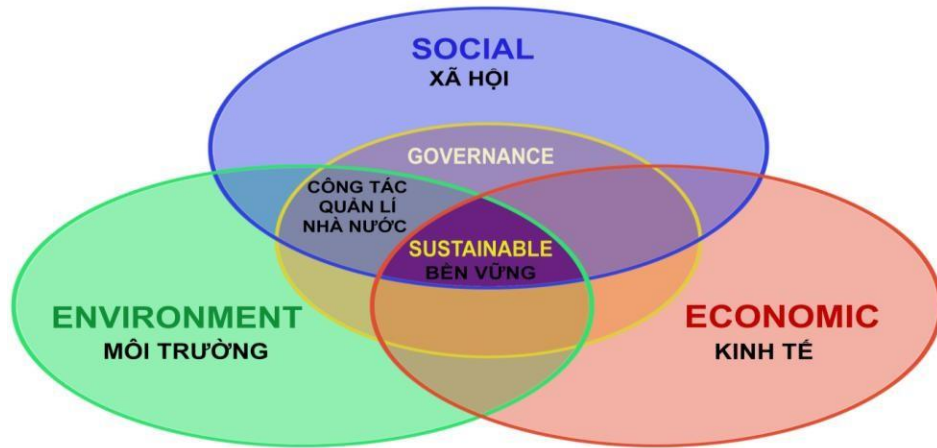 SOCIAL
XÃ HỘI
GOVERNANCE
CÔNG TÁC
QUẢN LÍ
NHÀ NƯỚC
SUSTAINABLE
BỀN VỮNG
ENVIRONMENT
MÔI TRƯỜNG
ECONOMIC
KINH TẾ